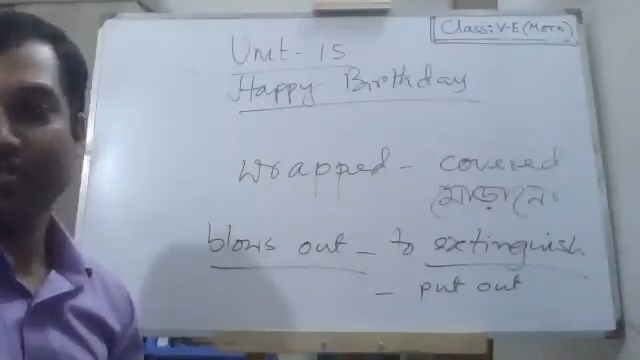 Class: V-E (Morn)
Unit - 15
Happy Birthday
wrapped - covered
(মোড়ানো)
blows out - to extinguish
- put out